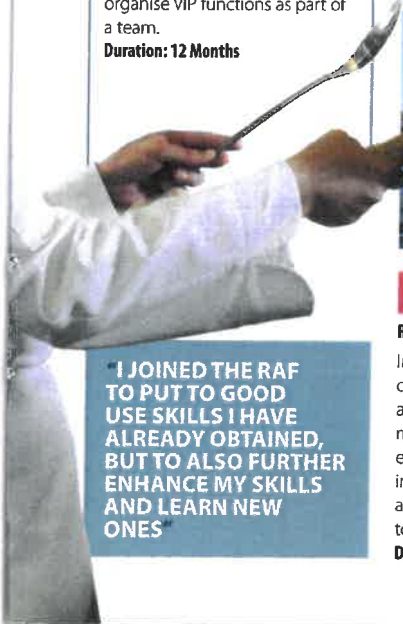 organise VIP functions as part of
a team.
Duration: 12 Months
"I JOINED THE RAF
TO PUT TO GOOD
USE SKILLS I HAVE
ALREADY OBTAINED,
BUT TO ALSO FURTHER
ENHANCE MY SKILLS
AND LEARN NEW
ONES"